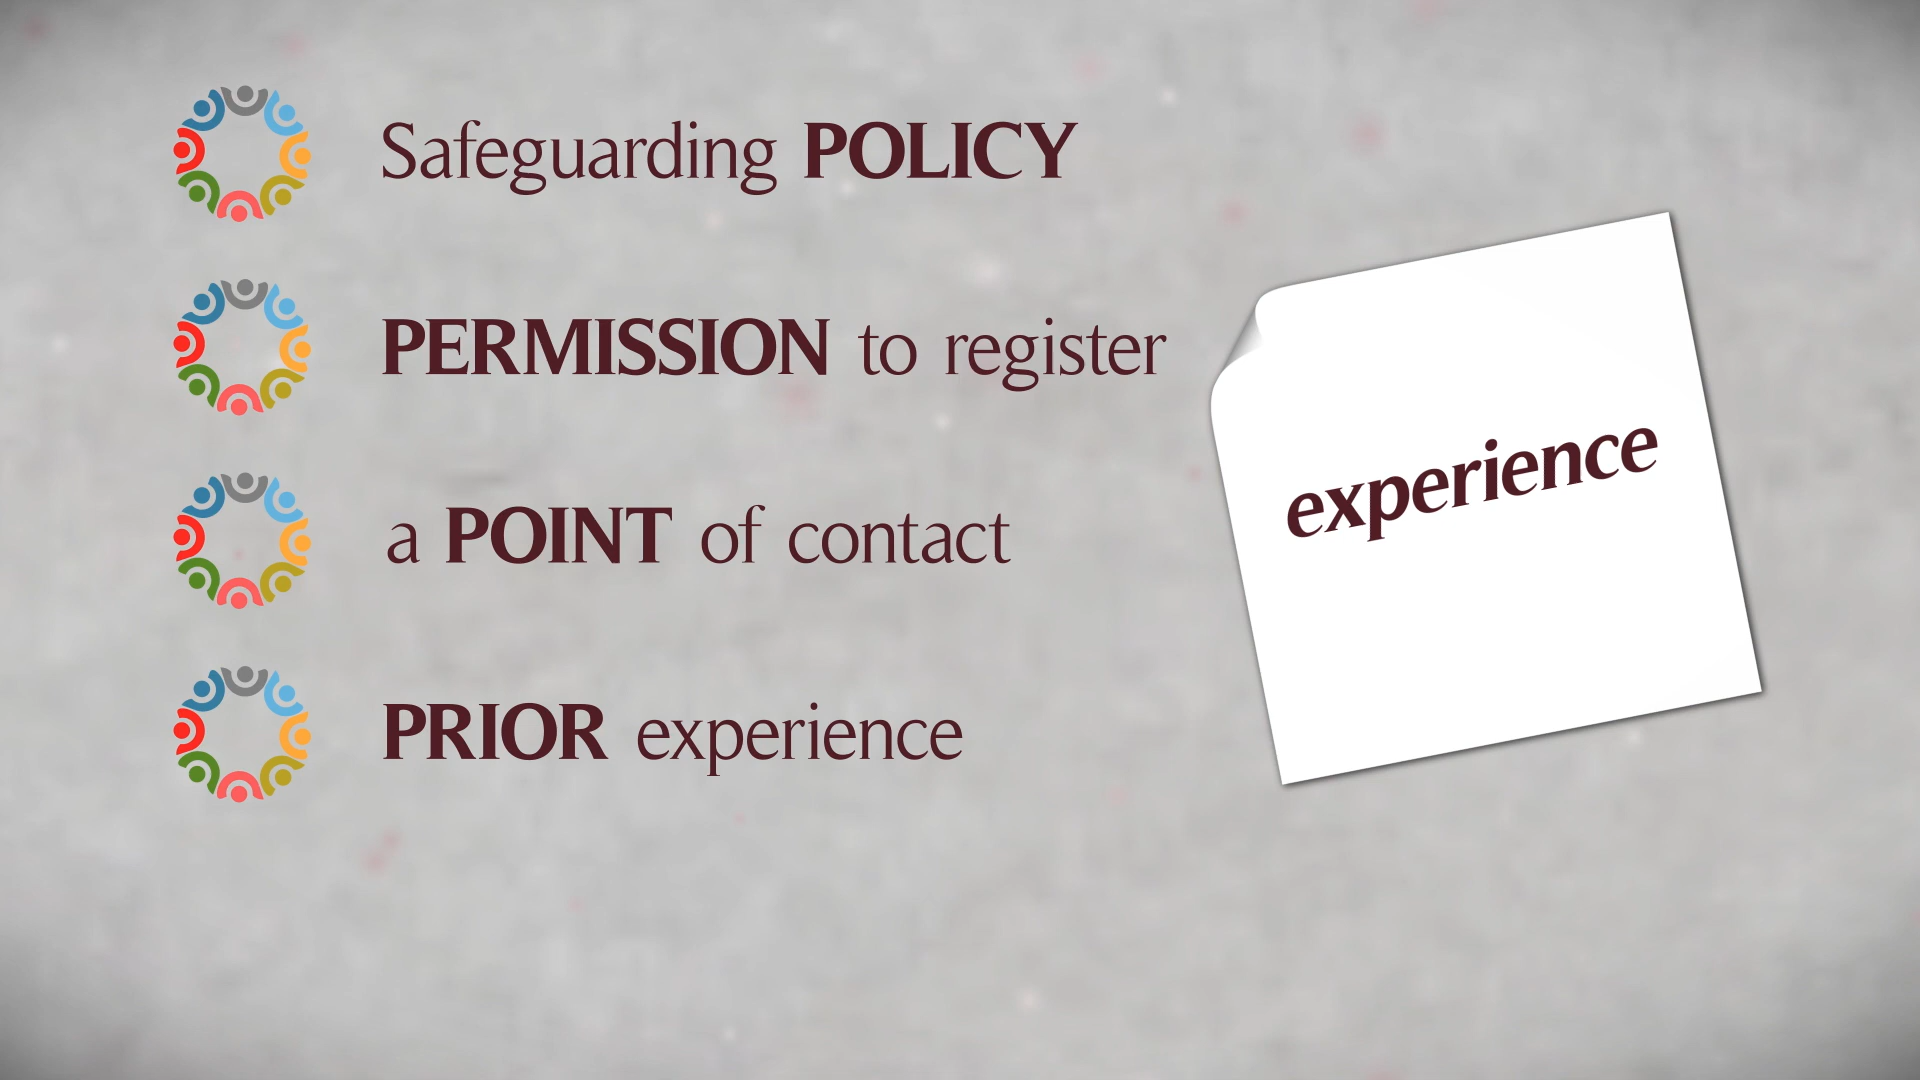 Safeguarding POLICY
PERMISSION to register
a POINT of contact
PRIOR experience
experience